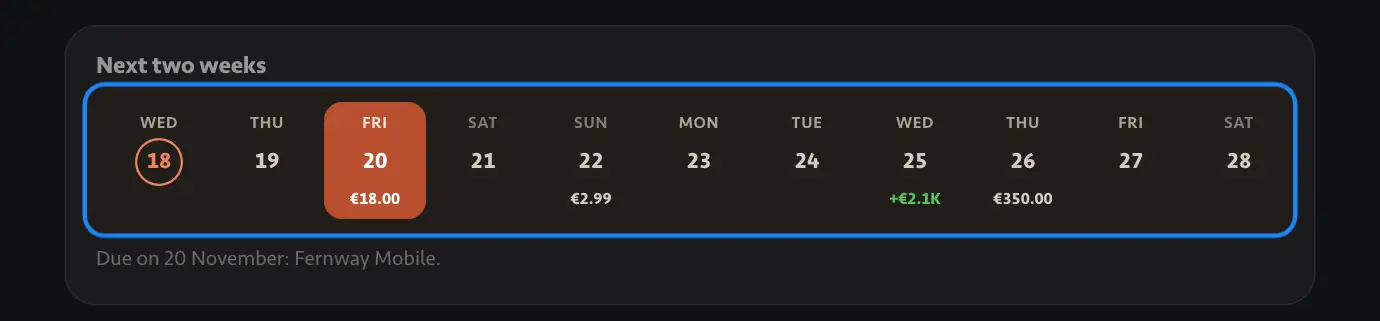 Next two weeks
WED THU FRI SAT SUN MON TUE WED THU FRI SAT
18 19 20 21 22 23 24 25 26 27 28
€18.00 €2.99 +€2.1K €350.00
Due on 20 November: Fernway Mobile.